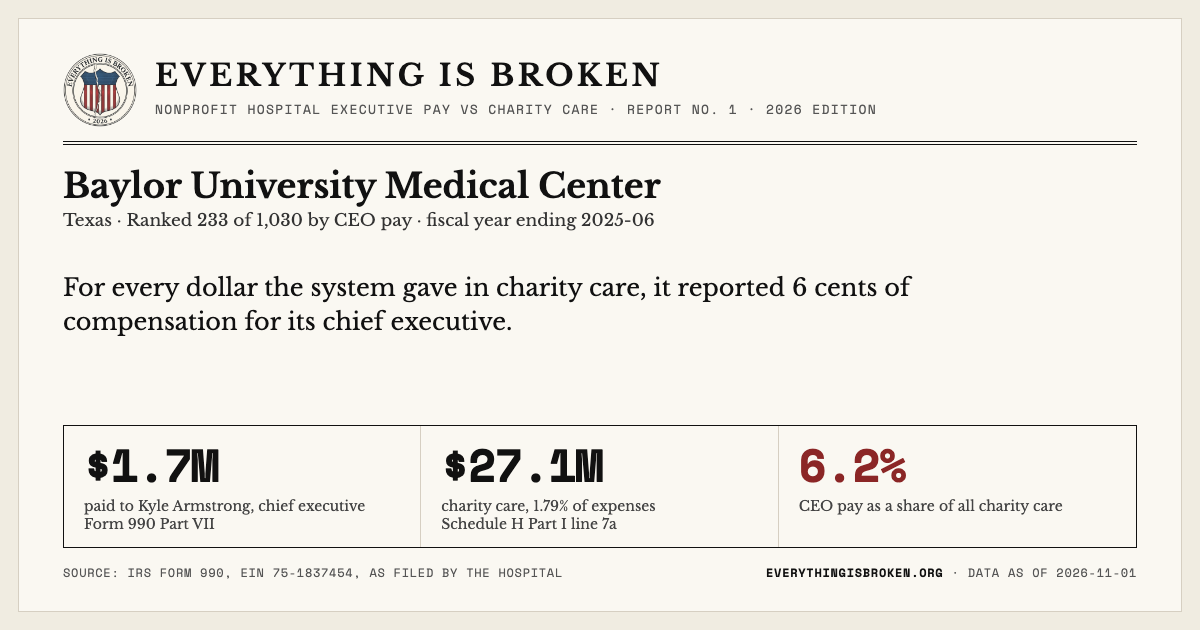 EVERYTHING IS BROKEN
2026
EVERYTHING IS BROKEN
NONPROFIT HOSPITAL EXECUTIVE PAY VS CHARITY CARE · REPORT NO. 1 · 2026 EDITION
Baylor University Medical Center
Texas · Ranked 233 of 1,030 by CEO pay · fiscal year ending 2025-06
For every dollar the system gave in charity care, it reported 6 cents of
compensation for its chief executive.
$1.7M
paid to Kyle Armstrong, chief executive
Form 990 Part VII
$27.1M
charity care, 1.79% of expenses
Schedule H Part I line 7a
6.2%
CEO pay as a share of all charity care
SOURCE: IRS FORM 990, EIN 75-1837454, AS FILED BY THE HOSPITAL
EVERYTHINGISBROKEN.ORG · DATA AS OF 2026-11-01